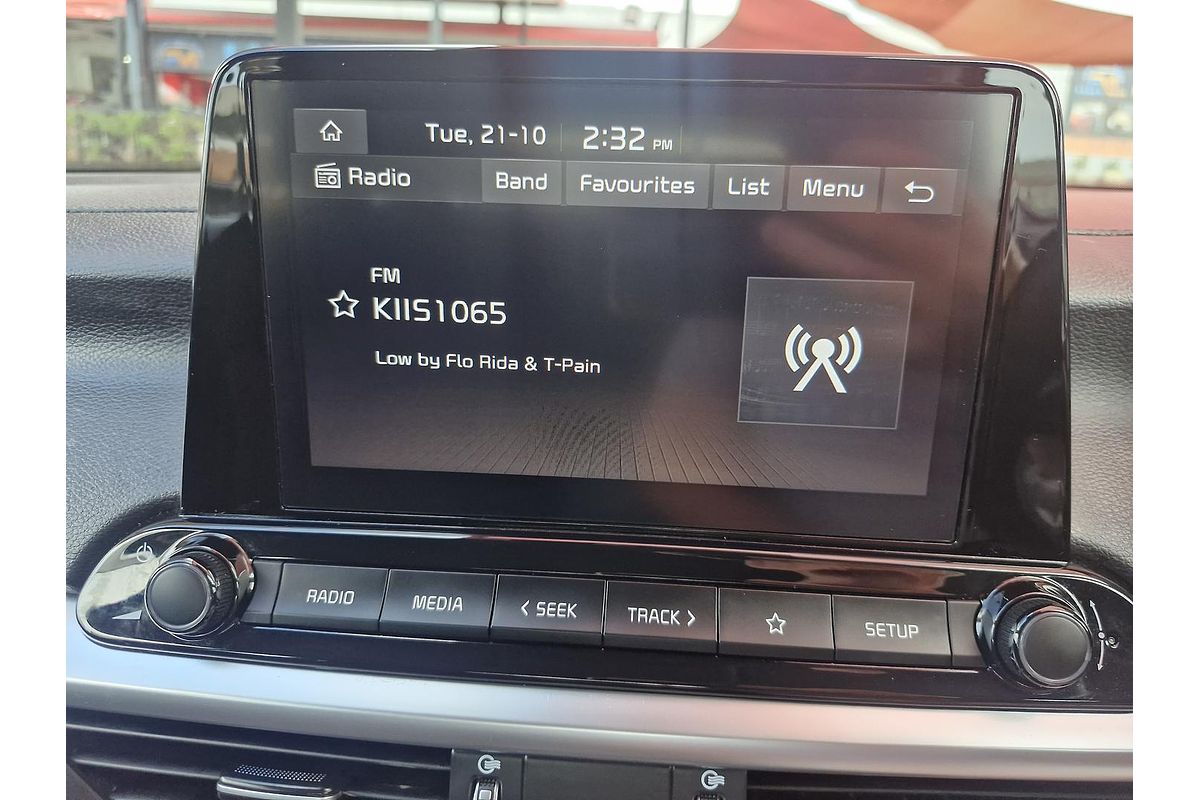 Tue, 21-10 2:32 PM
Radio Band Favourites List Menu
FM
KIIS1065
Low by Flo Rida & T-Pain
RADIO MEDIA < SEEK TRACK > SETUP